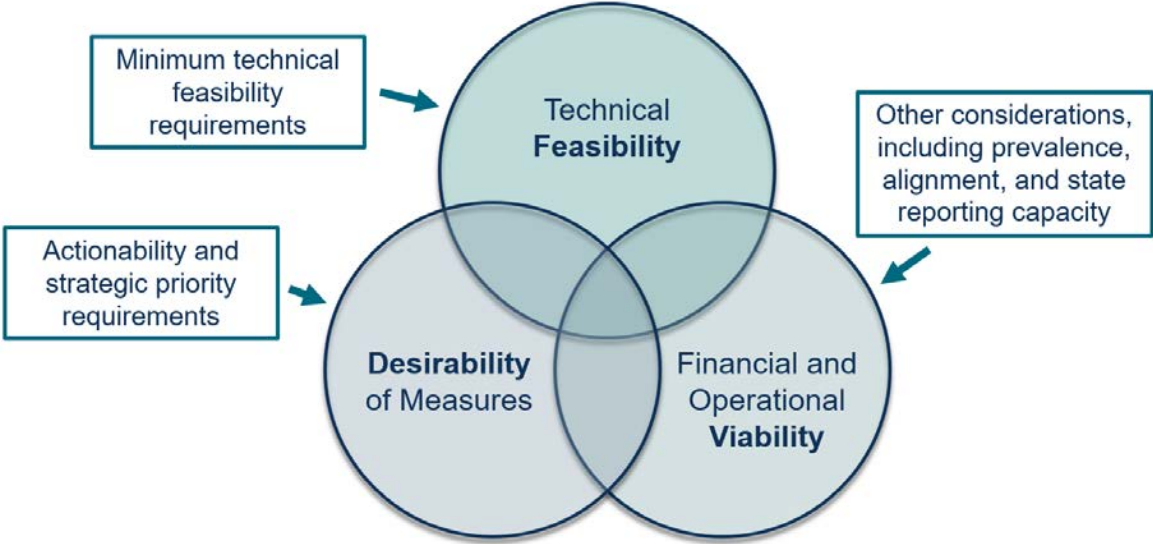 Minimum technical
feasibility
requirements
Technical
Feasibility
Other considerations,
including prevalence,
alignment, and state
reporting capacity
Actionability and
strategic priority
requirements
Desirability
of Measures
Financial and
Operational
Viability